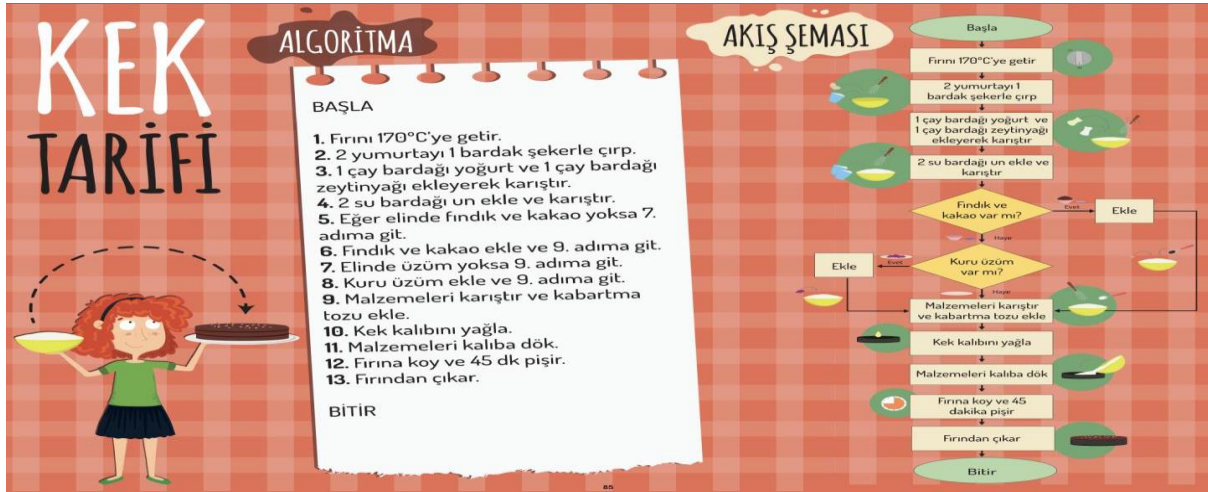 KEK
TARİFİ
ALGORİTMA
BAŞLA
1. Fırını 170°C'ye getir.
2. 2 yumurtayı 1 bardak şekerle çırp.
3. 1 çay bardağı yoğurt ve 1 çay bardağı
zeytinyağı ekleyerek karıştır.
4. 2 su bardağı un ekle ve karıştır.
5. Eğer elinde fındık ve kakao yoksa 7.
adıma git.
6. Fındık ve kakao ekle ve 9. adıma git.
7. Elinde üzüm yoksa 9. adıma git.
8. Kuru üzüm ekle ve 9. adıma git.
9. Malzemeleri karıştır ve kabartma
tozu ekle.
10. Kek kalıbını yağla.
11. Malzemeleri kalıba dök.
12. Fırına koy ve 45 dk pişir.
13. Fırından çıkar.
BİTİR
AKIŞ ŞEMASI
Başla
Fırını 170°C'ye getir
2 yumurtayı 1
bardak şekerle çırp
1 çay bardağı yoğurt ve
1 çay bardağı zeytinyağı
ekleyerek karıştır
2 su bardağı un ekle ve
karıştır
Fındık ve
kakao var mı?
Evet
Ekle
Hayır
Kuru üzüm
var mı?
Evet
Ekle
Hayır
Malzemeleri karıştır
ve kabartma tozu ekle
Kek kalıbını yağla
Malzemeleri kalıba dök
Fırına koy ve 45
dakika pişir
Fırından çıkar
Bitir
65